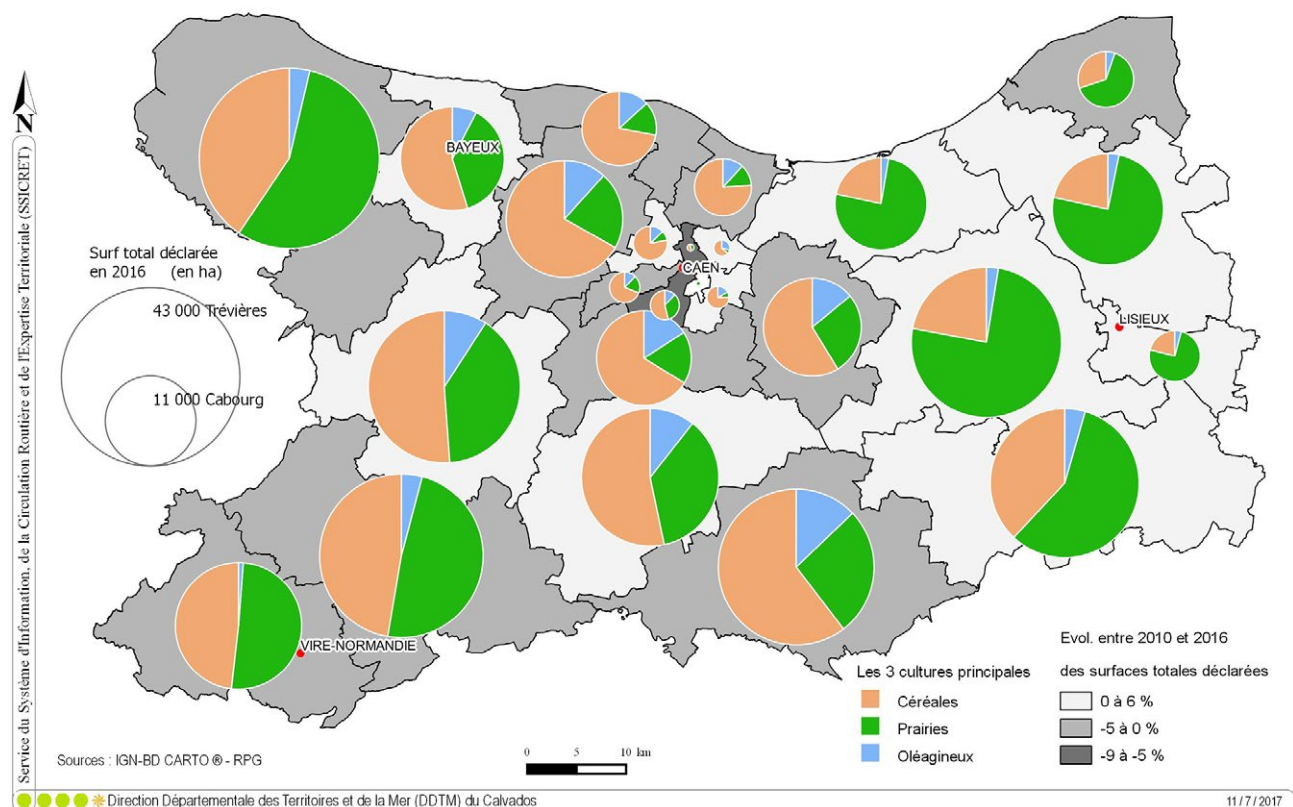 Service du Système d'Information, de la Circulation Routière et de l'Expertise Territoriale (SSICRET)
N
BAYEUX
CAEN
LISIEUX
VIRE-NORMANDIE
Surf total déclarée
en 2016 (en ha)
43 000 Trévières
11 000 Cabourg
Les 3 cultures principales
Céréales
Prairies
Oléagineux
Evol. entre 2010 et 2016
des surfaces totales déclarées
0 à 6 %
-5 à 0 %
-9 à -5 %
Sources : IGN-BD CARTO ® - RPG
0 5 10 km
Direction Départementale des Territoires et de la Mer (DDTM) du Calvados
11 / 7 / 2017